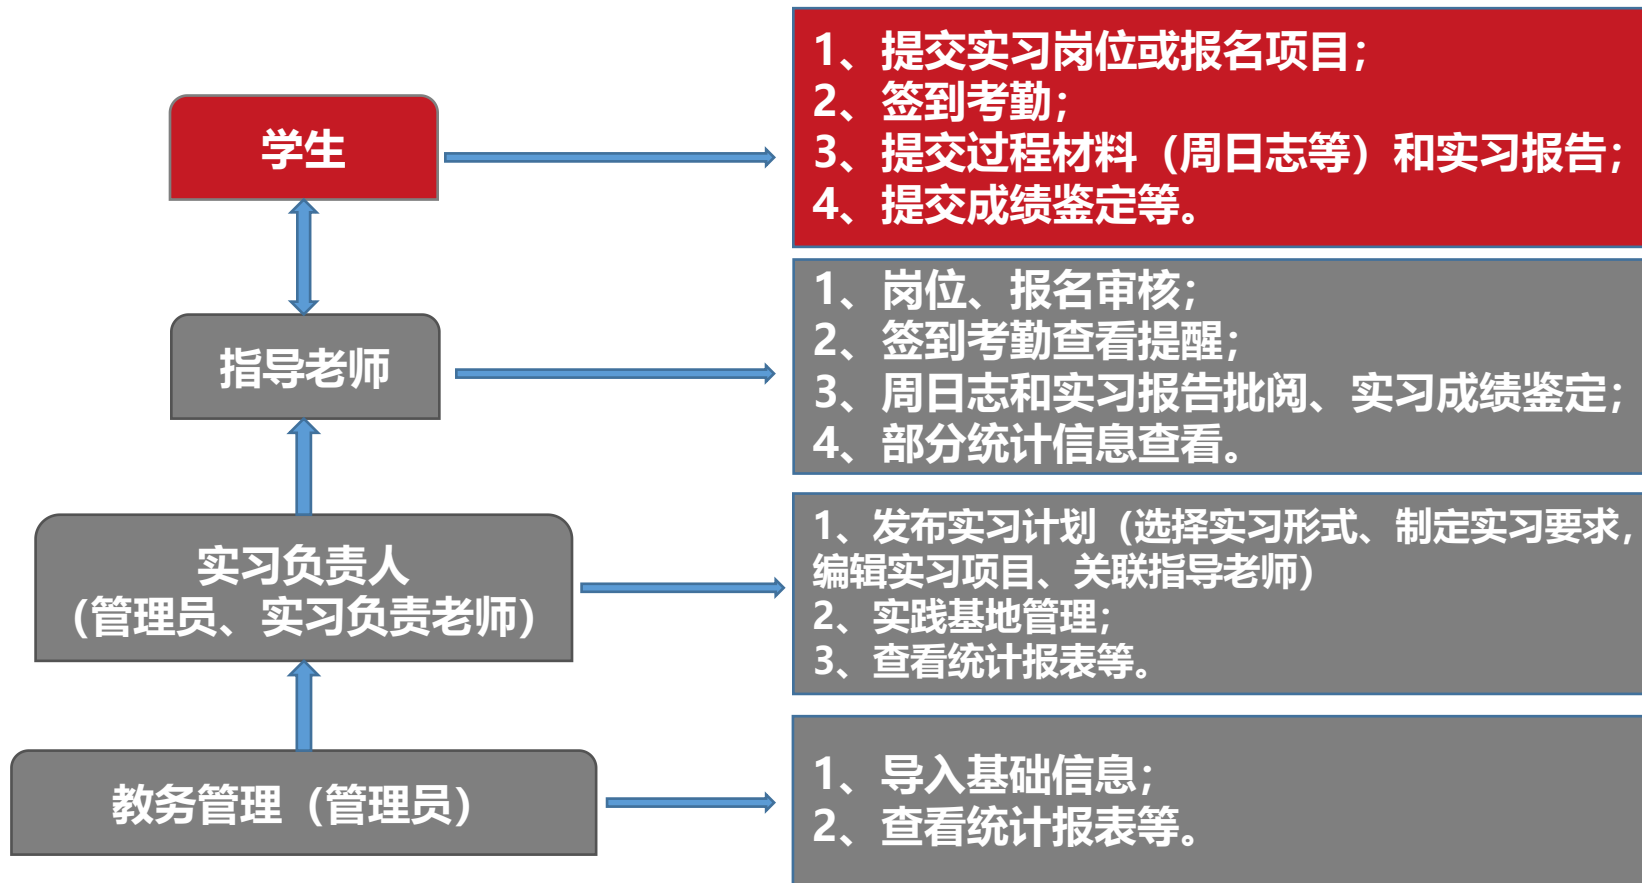 学生
1、提交实习岗位或报名项目；
2、签到考勤；
3、提交过程材料（周日志等）和实习报告；
4、提交成绩鉴定等。
指导老师
1、岗位、报名审核；
2、签到考勤查看提醒；
3、周日志和实习报告批阅、实习成绩鉴定；
4、部分统计信息查看。
实习负责人
（管理员、实习负责老师）
1、发布实习计划（选择实习形式、制定实习要求，
编辑实习项目、关联指导老师）
2、实践基地管理；
3、查看统计报表等。
教务管理（管理员）
1、导入基础信息；
2、查看统计报表等。